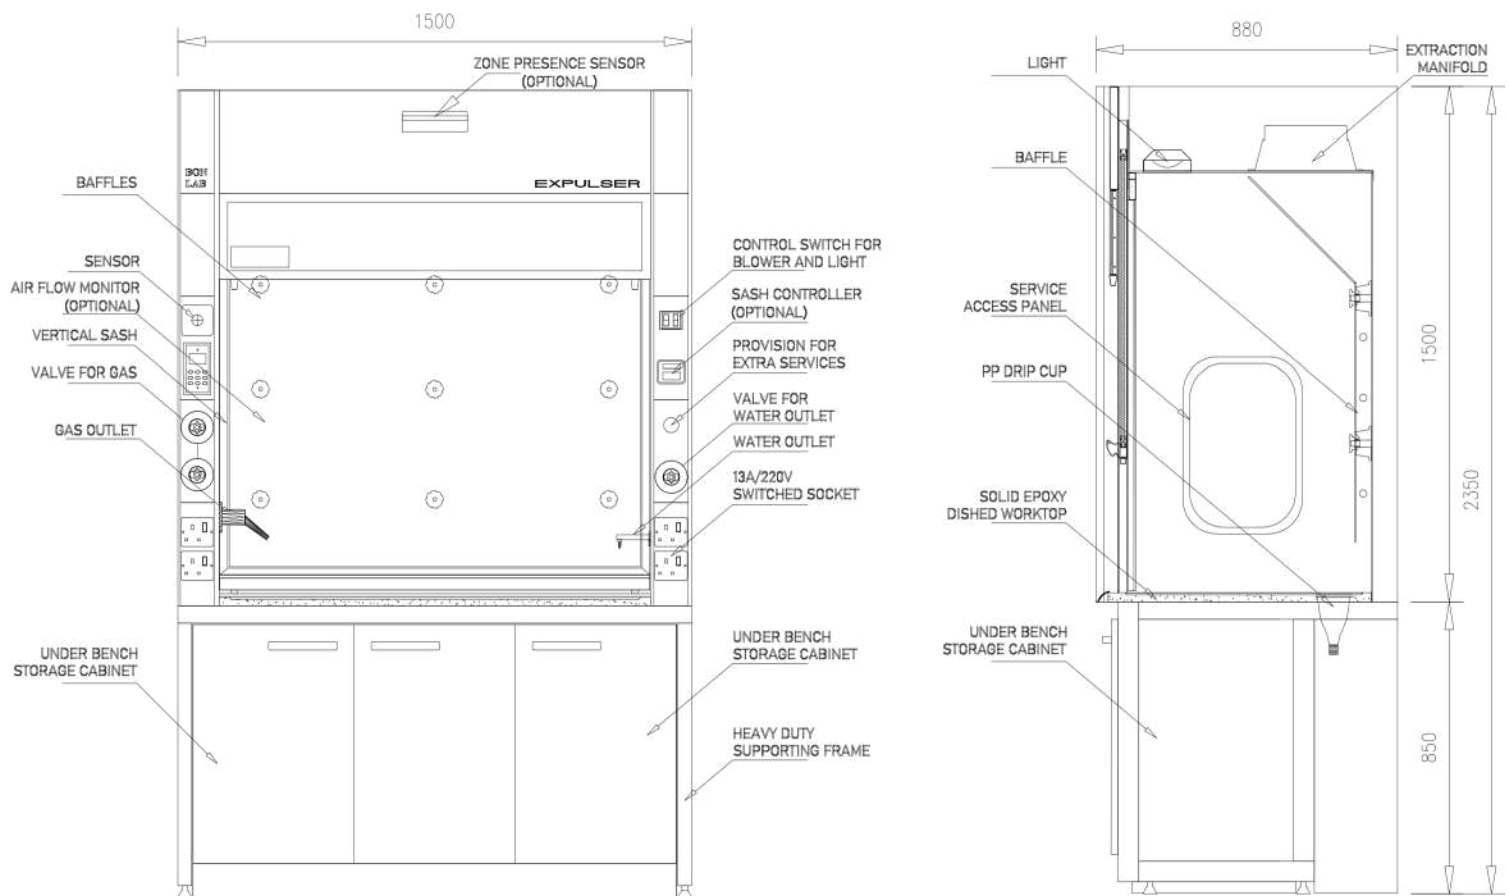 1500
ZONE PRESENCE SENSOR
(OPTIONAL)
BON
LAB
EXPULSER
BAFFLES
SENSOR
AIR FLOW MONITOR
(OPTIONAL)
VERTICAL SASH
VALVE FOR GAS
GAS OUTLET
UNDER BENCH
STORAGE CABINET
CONTROL SWITCH FOR
BLOWER AND LIGHT
SASH CONTROLLER
(OPTIONAL)
PROVISION FOR
EXTRA SERVICES
VALVE FOR
WATER OUTLET
WATER OUTLET
13A/220V
SWITCHED SOCKET
UNDER BENCH
STORAGE CABINET
HEAVY DUTY
SUPPORTING FRAME
880
LIGHT
EXTRACTION
MANIFOLD
BAFFLE
SERVICE
ACCESS PANEL
PP DRIP CUP
SOLID EPOXY
DISHED WORKTOP
UNDER BENCH
STORAGE CABINET
1500
2350
850